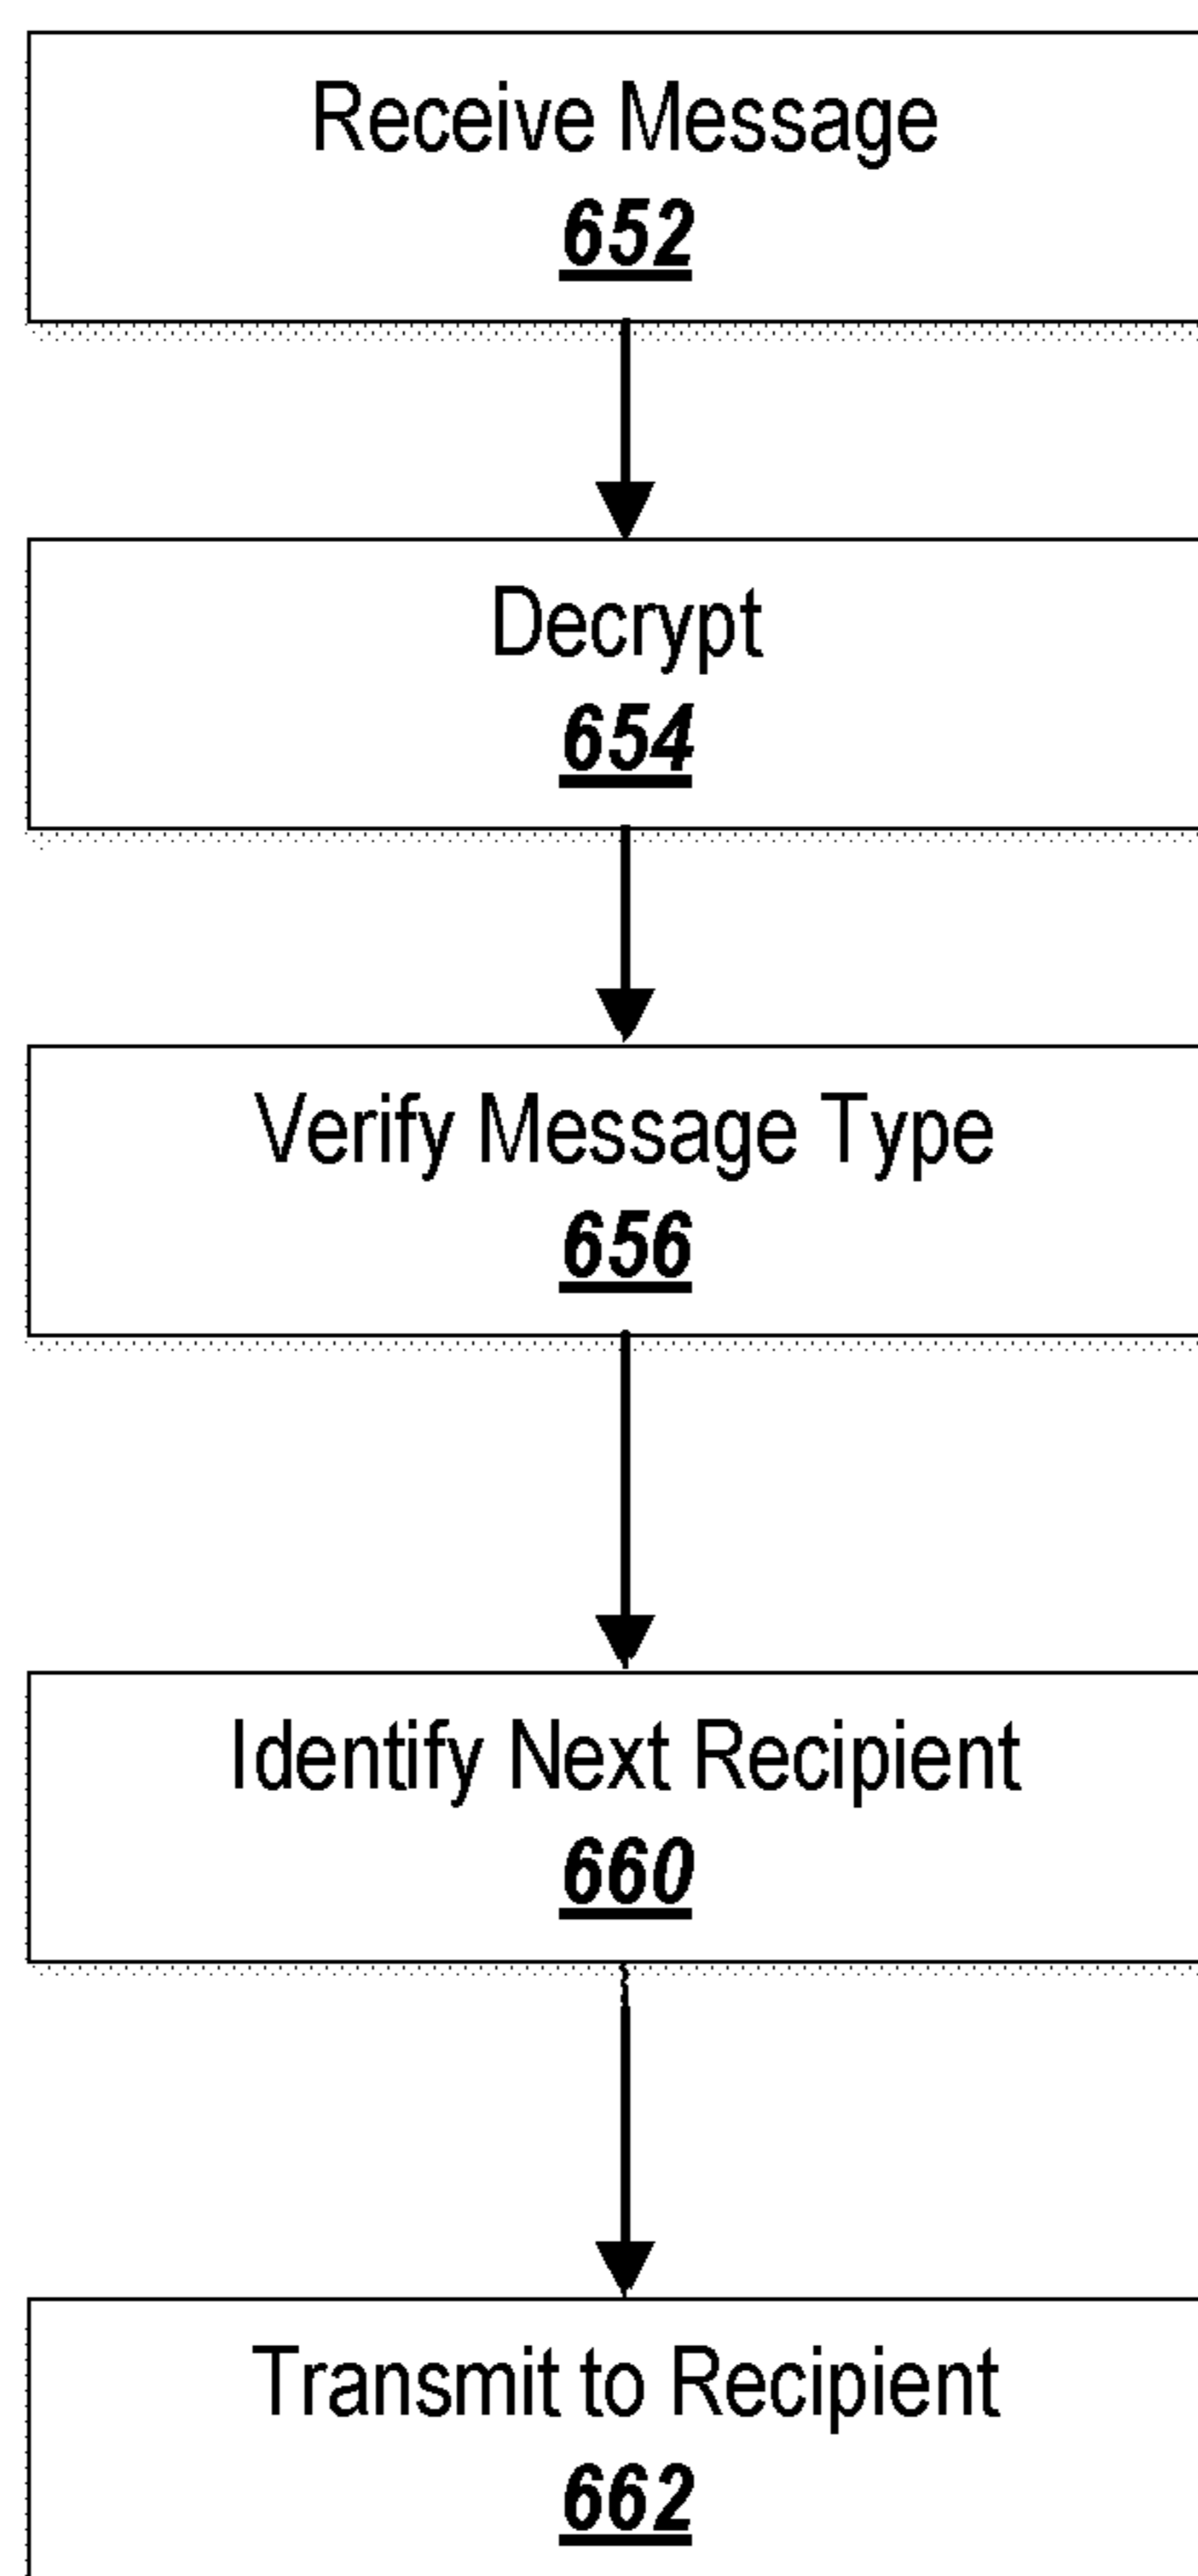 Receive Message
652
Decrypt
654
Verify Message Type
656
Identify Next Recipient
660
Transmit to Recipient
662